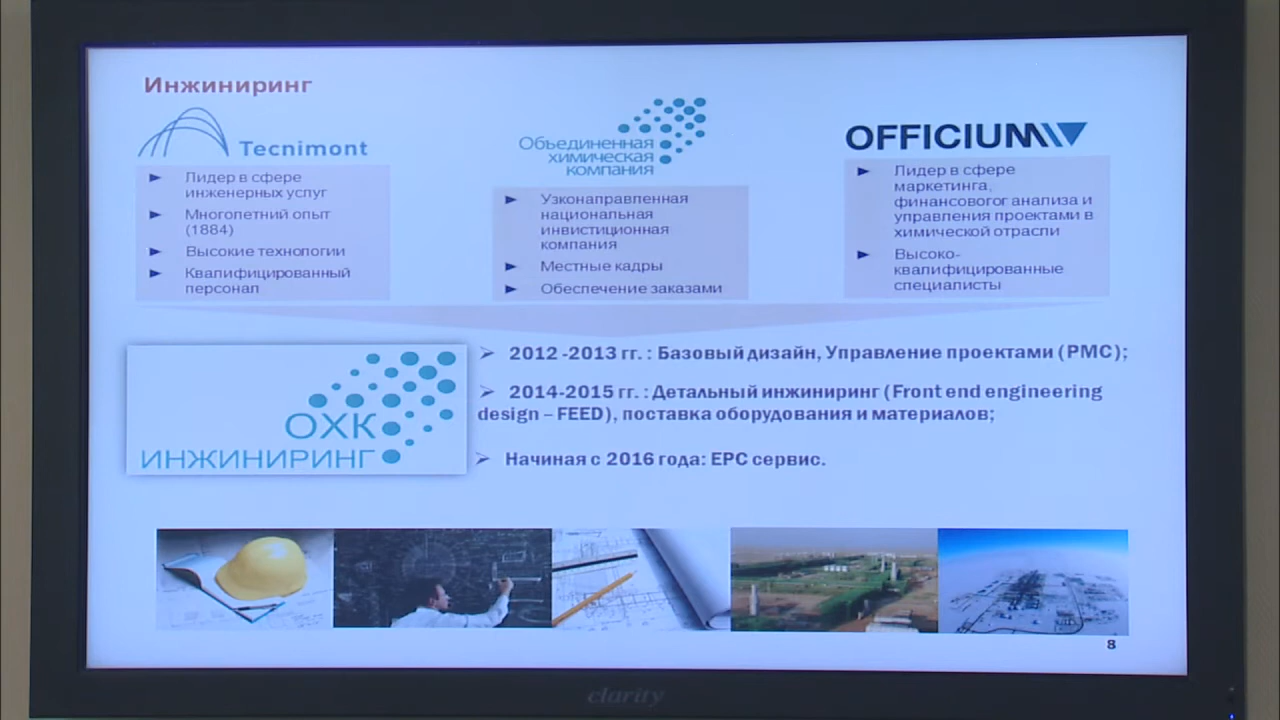 Инжиниринг
Tecnimont
Лидер в сфере
инженерных услуг
Многолетний опыт
(1884)
Высокие технологии
Квалифицированный
персонал
Объединенная
химическая
компания
Узконаправленная
национальная
инвистиционная
компания
Местные кадры
Обеспечение заказами
OFFICIUM
Лидер в сфере
маркетинга,
финансовог анализа и
управления проектами в
химической отрасли
Высоко-
квалифицированные
специалисты
ОХК
ИНЖИНИРИНГ
2012 -2013 гг. : Базовый дизайн, Управление проектами (PMC);
2014-2015 гг. : Детальный инжиниринг (Front end engineering
design – FEED), поставка оборудования и материалов;
Начиная с 2016 года: EPC сервис.
8
clarity